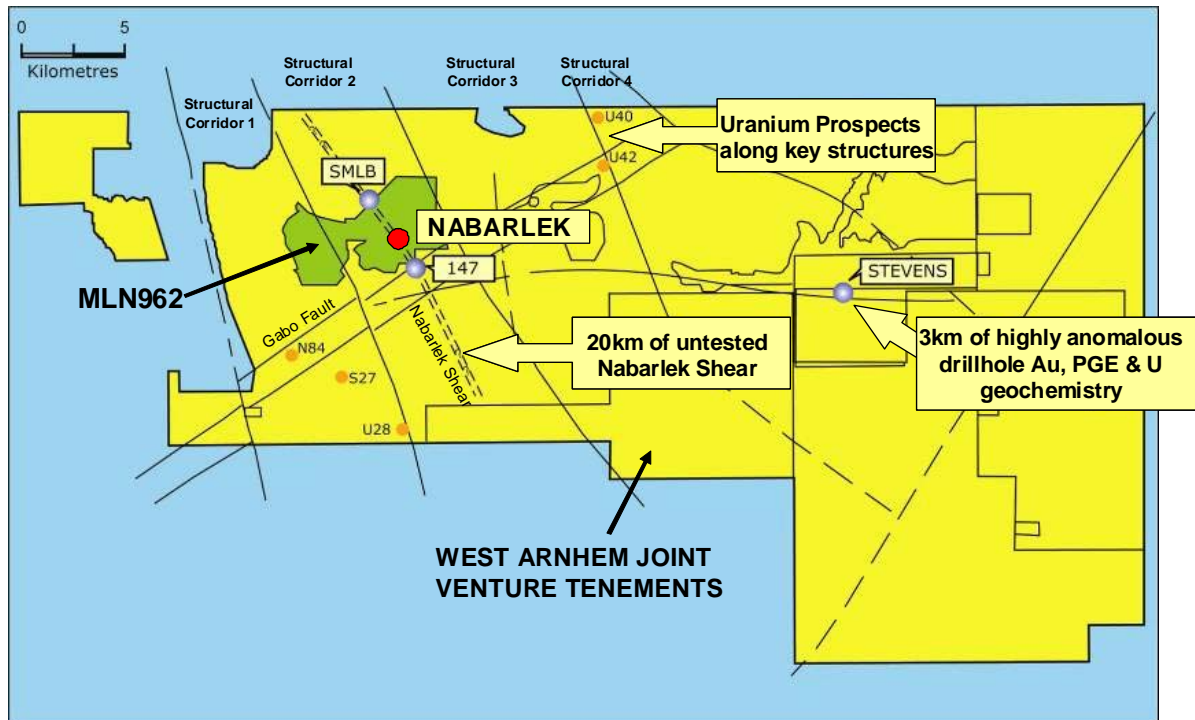 0 5
Kilometres
Structural
Corridor 1
Structural
Corridor 2
Structural
Corridor 3
Structural
Corridor 4
U40
U42
Uranium Prospects
along key structures
SMLB
NABARLEK
147
MLN962
STEVENS
Gabo Fault
Nabarlek Shear
N84
S27
U28
20km of untested
Nabarlek Shear
3km of highly anomalous
drillhole Au, PGE & U
geochemistry
WEST ARNHEM JOINT
VENTURE TENEMENTS